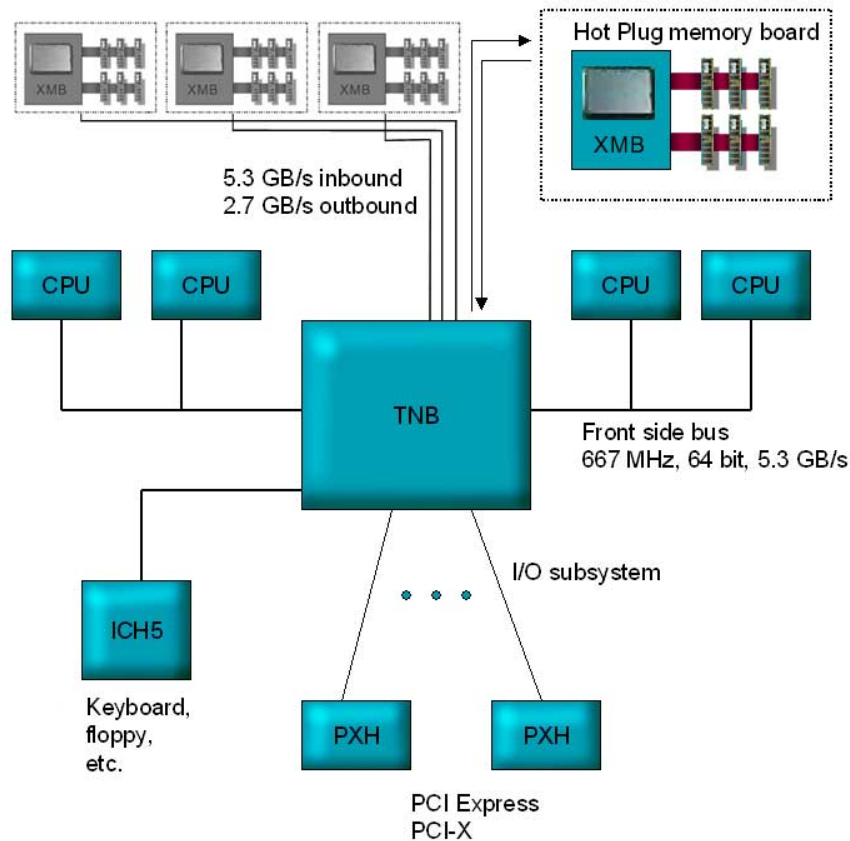 Hot Plug memory board
XMB
XMB
XMB
XMB
5.3 GB/s inbound
2.7 GB/s outbound
CPU
CPU
CPU
CPU
TNB
Front side bus
667 MHz, 64 bit, 5.3 GB/s
I/O subsystem
ICH5
Keyboard,
floppy,
etc.
PXH
PXH
PCI Express
PCI-X